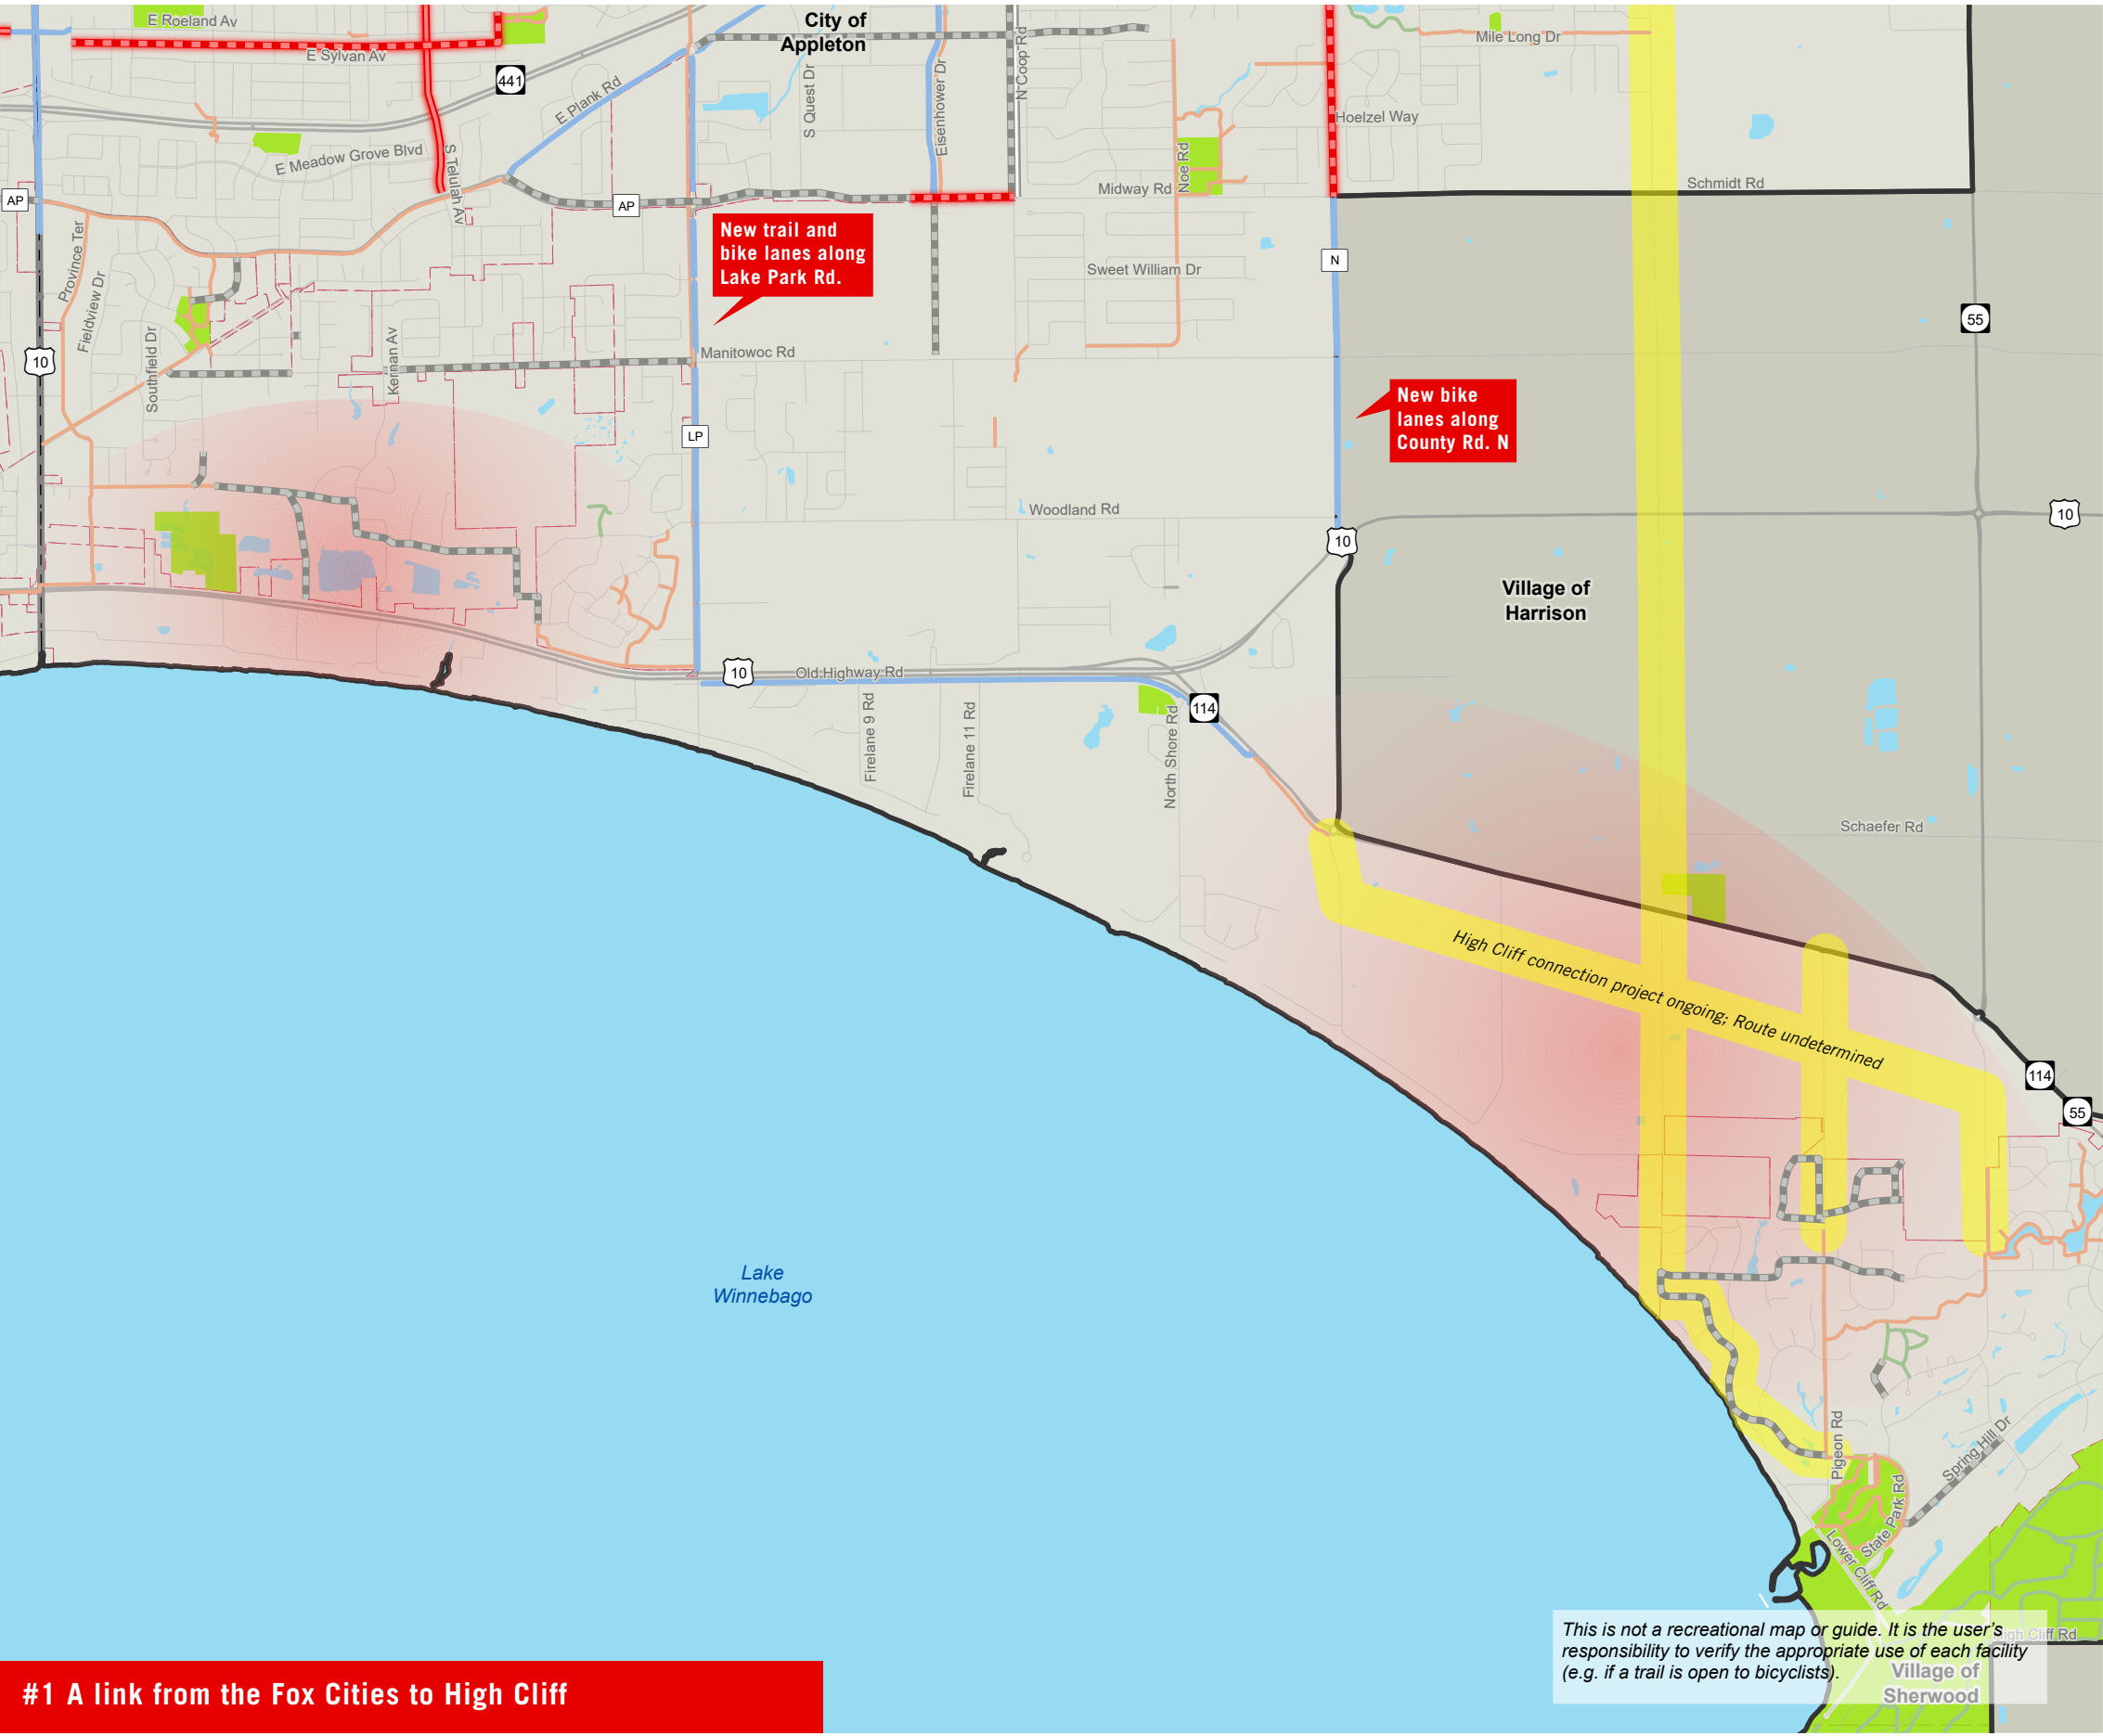 E Roeland Av
City of
Appleton
Mile Long Dr
E Sylvan Av
441
E Plank Rd
S Quest Dr
Eisenhower Dr
N Coop Rd
Hoelzel Way
E Meadow Grove Blvd
S Telulah Av
Noe Rd
Midway Rd
Schmidt Rd
AP
AP
New trail and
bike lanes along
Lake Park Rd.
Province Ter
Fieldview Dr
Sweet William Dr
N
55
Southfield Dr
Kernan Av
10
Manitowoc Rd
New bike
lanes along
County Rd. N
LP
Woodland Rd
10
10
Village of
Harrison
10
Old Highway Rd
114
Firelane 9 Rd
Firelane 11 Rd
North Shore Rd
Schaefer Rd
High Cliff connection project ongoing; Route undetermined
114
55
Lake
Winnebago
Pigeon Rd
Spring Hill Dr
State Park Rd
Lower Cliff Rd
This is not a recreational map or guide. It is the user's
responsibility to verify the appropriate use of each facility
(e.g. if a trail is open to bicyclists).
High Cliff Rd
Village of
Sherwood
#1 A link from the Fox Cities to High Cliff